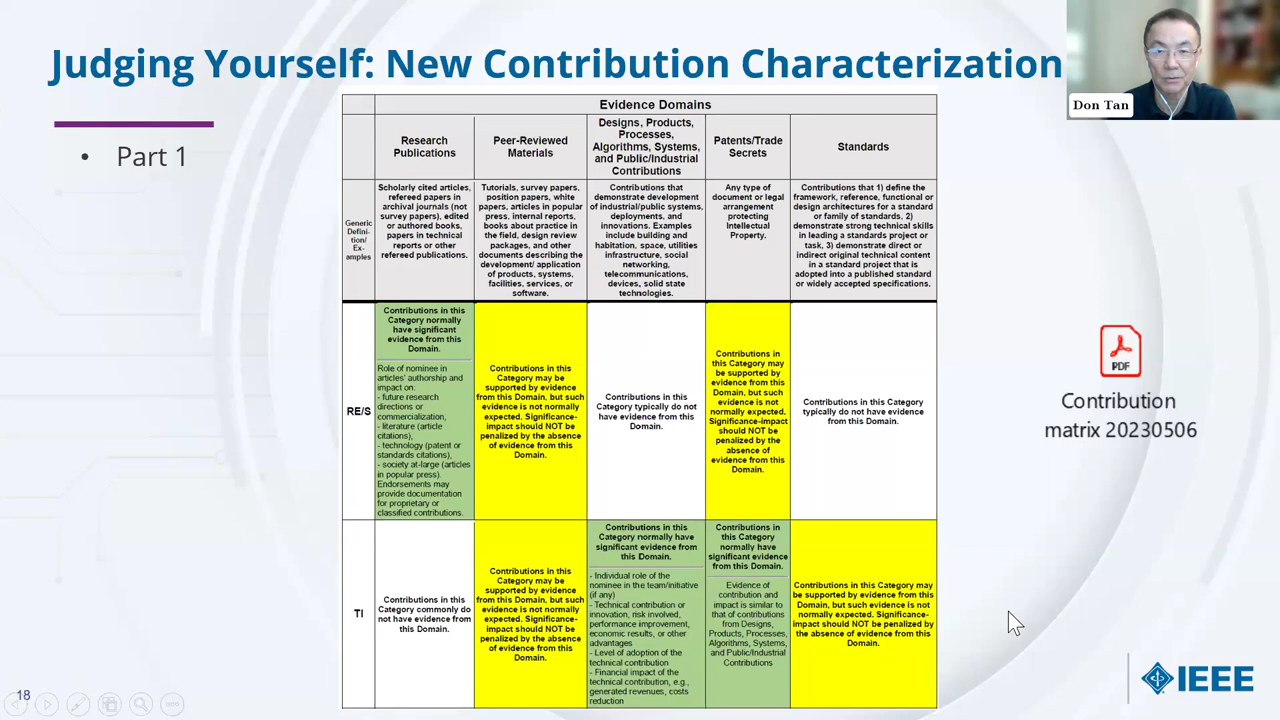 Judging Yourself: New Contribution Characterization
Don Tan
• Part 1
Evidence Domains
Research
Publications
Peer-Reviewed
Materials
Designs, Products,
Processes,
Algorithms, Systems,
and Public/Industrial
Contributions
Patents/Trade
Secrets
Standards
Generic
Defini-
tion/
Ex-
amples
Scholarly cited articles,
refereed papers in
archival journals (not
survey papers), edited
or authored books,
papers in technical
reports or other
refereed publications.
Tutorials, survey papers,
position papers, white
papers, articles in popular
press, internal reports,
books about practice in
the field, design review
packages, and other
documents describing the
development/ application
of products, systems,
facilities, services, or
software.
Contributions that
demonstrate development
of industrial/public systems,
deployments, and
innovations. Examples
include building and
habitation, space, utilities
infrastructure, social
networking,
telecommunications,
devices, solid state
technologies.
Any type of
document or legal
arrangement
protecting
Intellectual
Property.
Contributions that 1) define the
framework, reference, functional or
design architectures for a standard
or family of standards, 2)
demonstrate strong technical skills
in leading a standards project or
task, 3) demonstrate direct or
indirect original technical content
in a standard project that is
adopted into a published standard
or widely accepted specifications.
RE/S
Contributions in this
Category normally
have significant
evidence from this
Domain.
Role of nominee in
articles' authorship and
impact on:
- future research
directions or
commercialization,
- literature (article
citations),
- technology (patent or
standards citations),
- society at-large (articles
in popular press).
Endorsements may
provide documentation
for proprietary or
classified contributions.
Contributions in this
Category may be
supported by evidence
from this Domain, but such
evidence is not normally
expected. Significance-
impact should NOT be
penalized by the absence
of evidence from this
Domain.
Contributions in this
Category typically do not
have evidence from this
Domain.
Contributions in
this Category may
be supported by
evidence from this
Domain, but such
evidence is not
normally expected.
Significance-impact
should NOT be
penalized by the
absence of
evidence from this
Domain.
Contributions in this Category
typically do not have evidence
from this Domain.
TI
Contributions in this
Category commonly do
not have evidence from
this Domain.
Contributions in this
Category may be
supported by evidence
from this Domain, but such
evidence is not normally
expected. Significance-
impact should NOT be
penalized by the absence
of evidence from this
Domain.
Contributions in this
Category normally have
significant evidence from
this Domain.
- Individual role of the
nominee in the team/initiative
(if any)
- Technical contribution or
innovation, risk involved,
performance improvement,
economic results, or other
advantages
- Level of adoption of the
technical contribution
- Financial impact of the
technical contribution, e.g.,
generated revenues, costs
reduction
Contributions in
this Category
normally have
significant evidence
from this Domain.
Evidence of
contribution and
impact is similar to
that of contributions
from Designs,
Products, Processes,
Algorithms, Systems,
and Public/Industrial
Contributions
Contributions in this Category may
be supported by evidence from this
Domain, but such evidence is not
normally expected. Significance-
impact should NOT be penalized by
the absence of evidence from this
Domain.
PDF
Contribution
matrix 20230506
18
IEEE